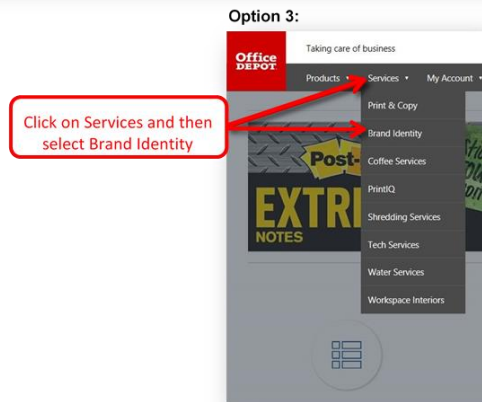 Option 3:
Office
DEPOT
Taking care of business
Products
Services
My Account
Click on Services and then
select Brand Identity
Print & Copy
Brand Identity
Coffee Services
PrintIQ
Shredding Services
Tech Services
Water Services
Workspace Interiors
Post-
EXTR
NOTES